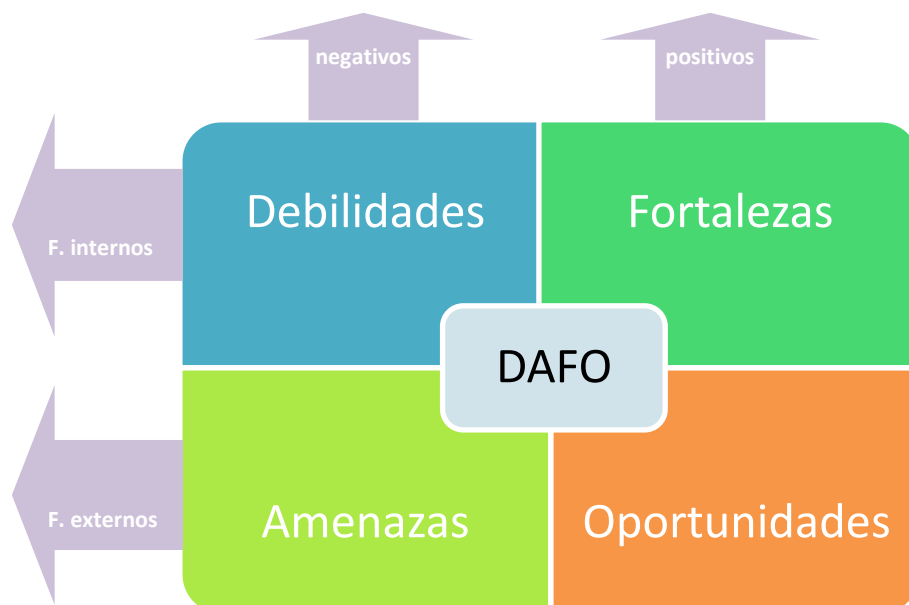 negativos
positivos
Debilidades
Fortalezas
F. internos
DAFO
F. externos
Amenazas
Oportunidades